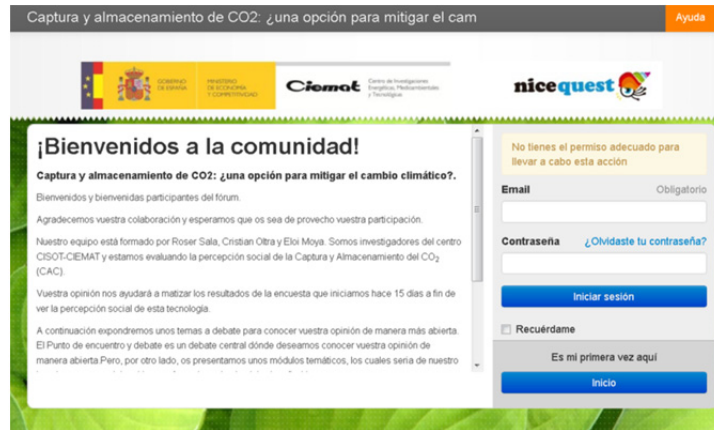 Captura y almacenamiento de CO2: ¿una opción para mitigar el cam
Ayuda
GOBIERNO DE ESPAÑA
MINISTERIO DE ECONOMÍA Y COMPETITIVIDAD
Ciemat
Centro de Investigaciones Energéticas, Medioambientales y Tecnológicas
nicequest
¡Bienvenidos a la comunidad!
Captura y almacenamiento de CO2: ¿una opción para mitigar el cambio climático?.
Bienvenidos y bienvenidas participantes del fórum.
Agradecemos vuestra colaboración y esperamos que os sea de provecho vuestra participación.
Nuestro equipo está formado por Roser Sala, Cristian Oltra y Eloi Moya. Somos investigadores del centro
CISOT-CIEMAT y estamos evaluando la percepción social de la Captura y Almacenamiento del CO2
(CAC).
Vuestra opinión nos ayudará a matizar los resultados de la encuesta que iniciamos hace 15 días a fin de
ver la percepción social de esta tecnología.
A continuación expondremos unos temas a debate para conocer vuestra opinión de manera más abierta.
El Punto de encuentro y debate es un debate central dónde deseamos conocer vuestra opinión de
manera abierta.Pero, por otro lado, os presentamos unos módulos temáticos, los cuales seria de nuestro
No tienes el permiso adecuado para
llevar a cabo esta acción
Email
Obligatorio
Contraseña
¿Olvidaste tu contraseña?
Iniciar sesión
Recuérdame
Es mi primera vez aquí
Inicio